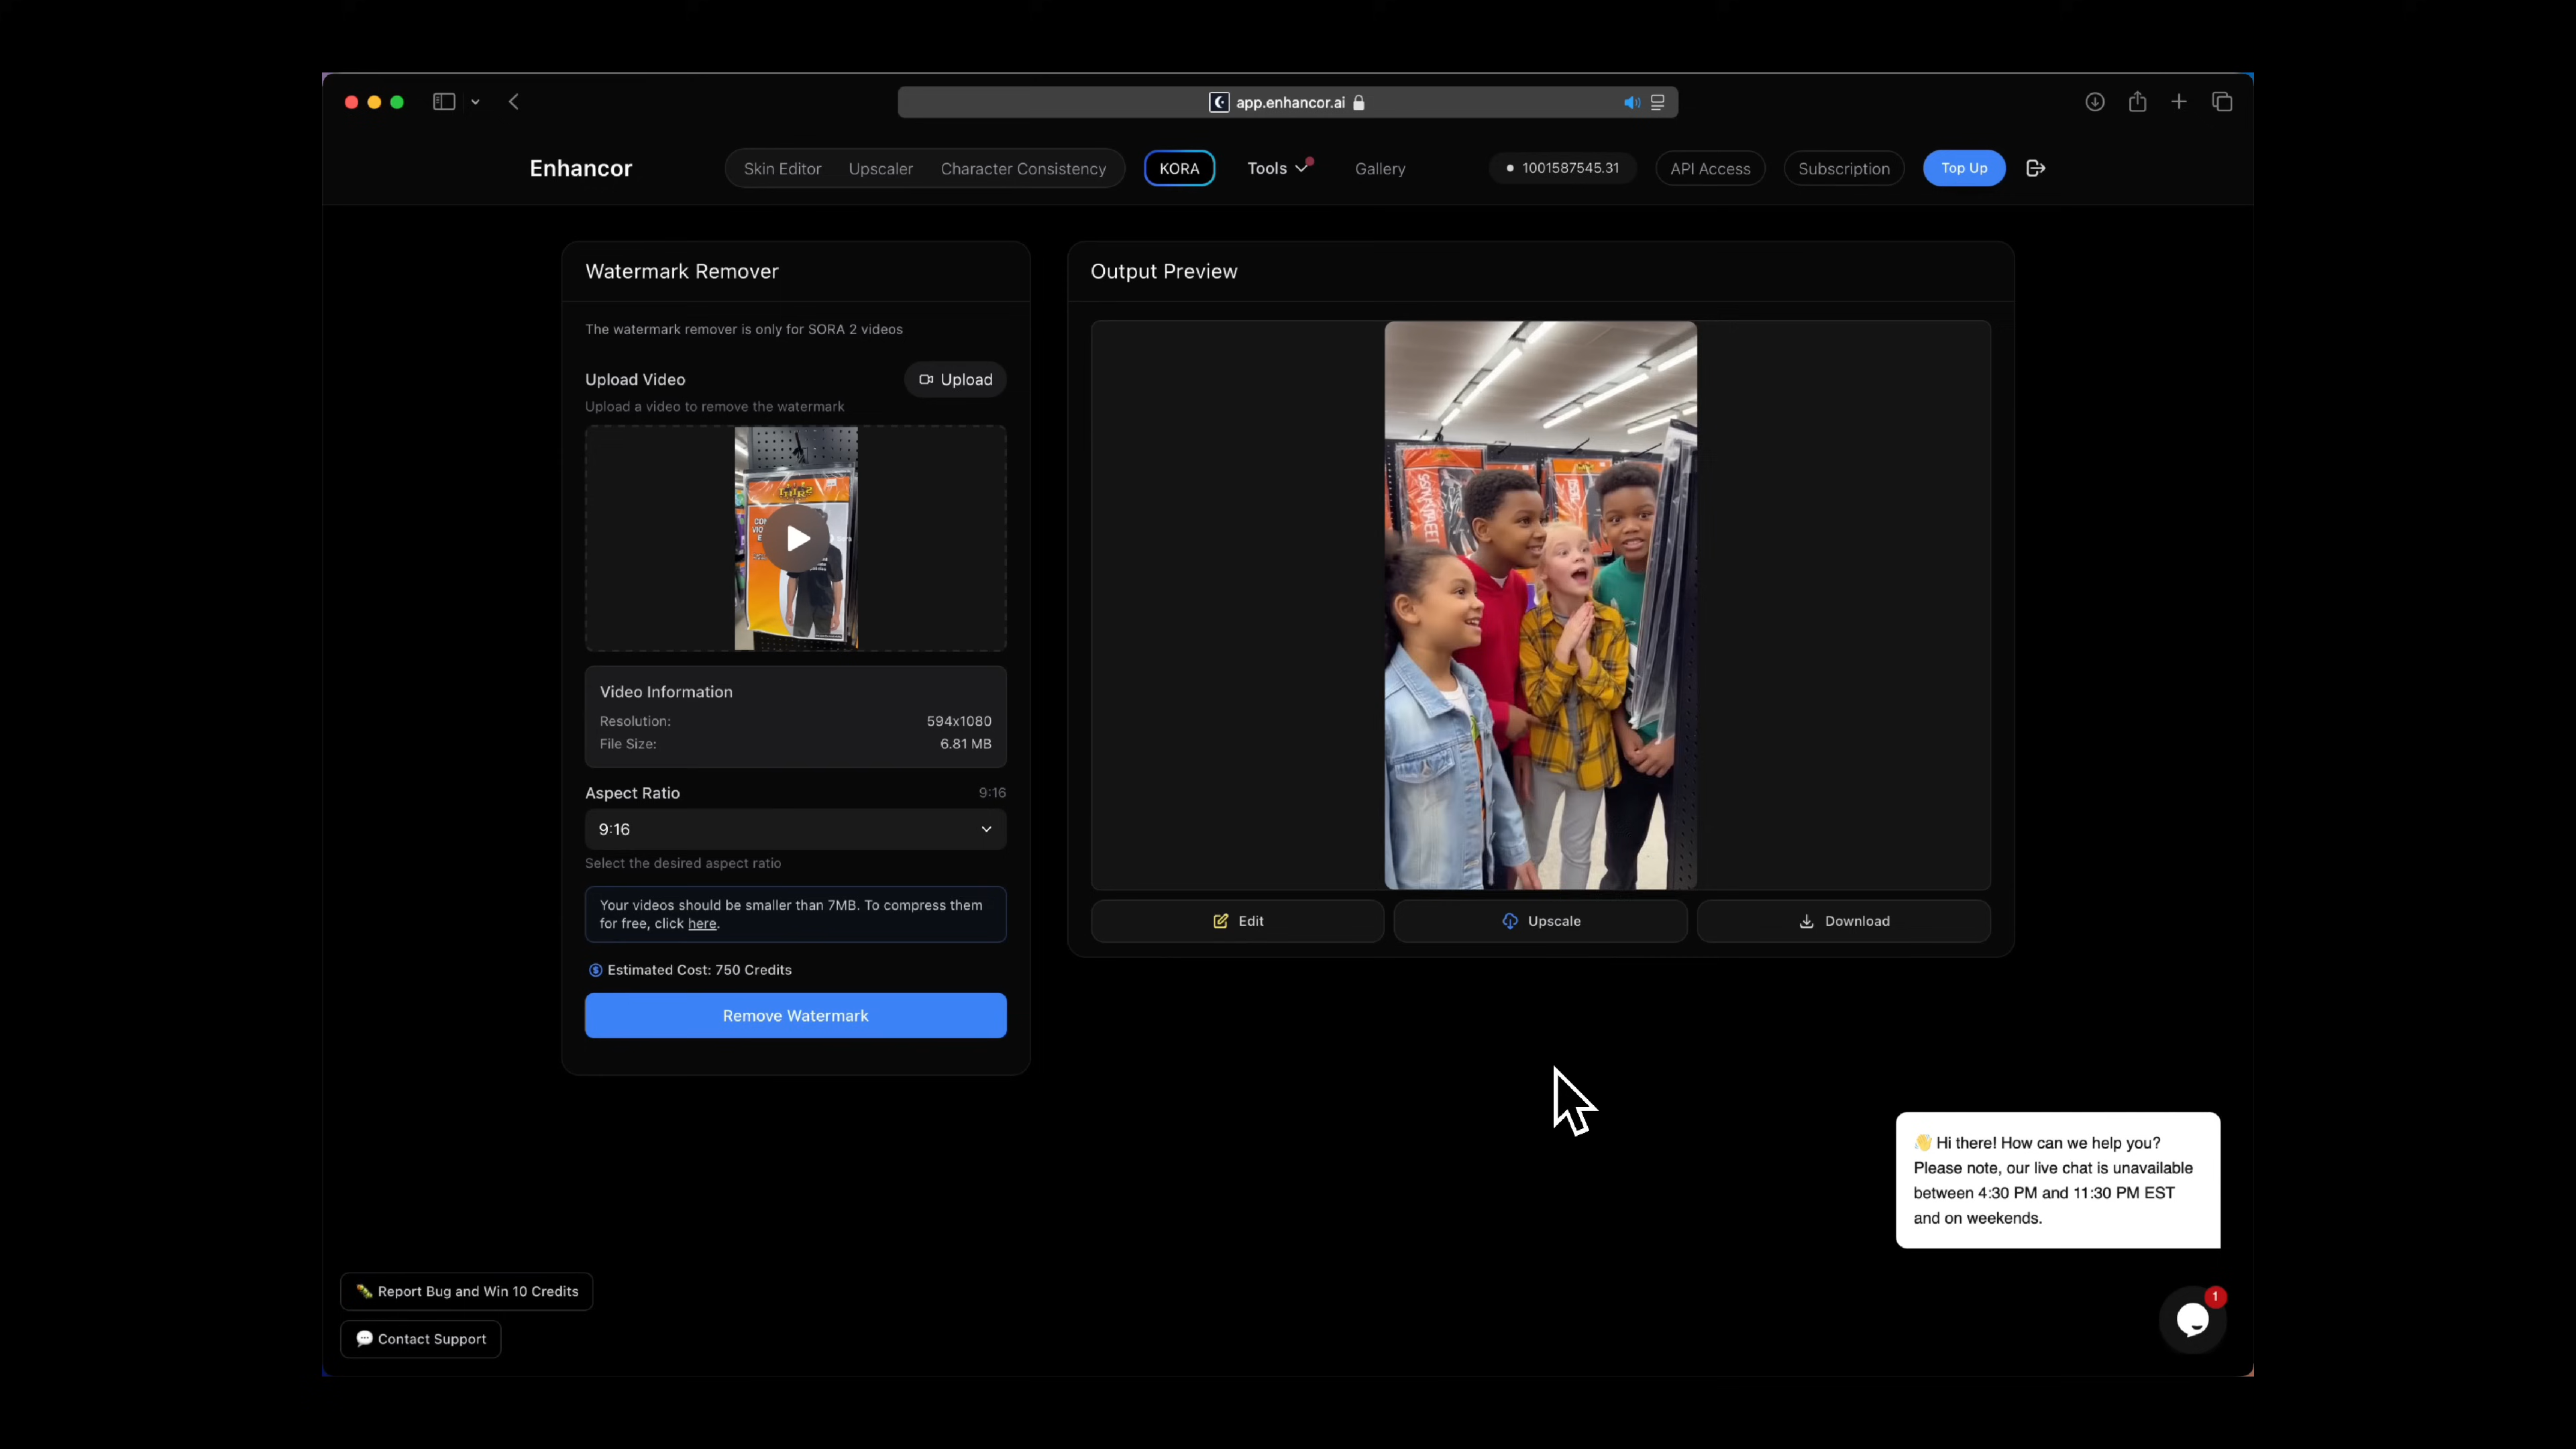 app.enhancor.ai
Enhancor
Skin Editor
Upscaler
Character Consistency
KORA
Tools
Gallery
1001587545.31
API Access
Subscription
Top Up
Watermark Remover
The watermark remover is only for SORA 2 videos
Upload Video
Upload
Upload a video to remove the watermark
Video Information
Resolution:
594x1080
File Size:
6.81 MB
Aspect Ratio
9:16
9:16
Select the desired aspect ratio
Your videos should be smaller than 7MB. To compress them
for free, click here.
Estimated Cost: 750 Credits
Remove Watermark
Output Preview
Edit
Upscale
Download
👋 Hi there! How can we help you?
Please note, our live chat is unavailable
between 4:30 PM and 11:30 PM EST
and on weekends.
1
Report Bug and Win 10 Credits
Contact Support